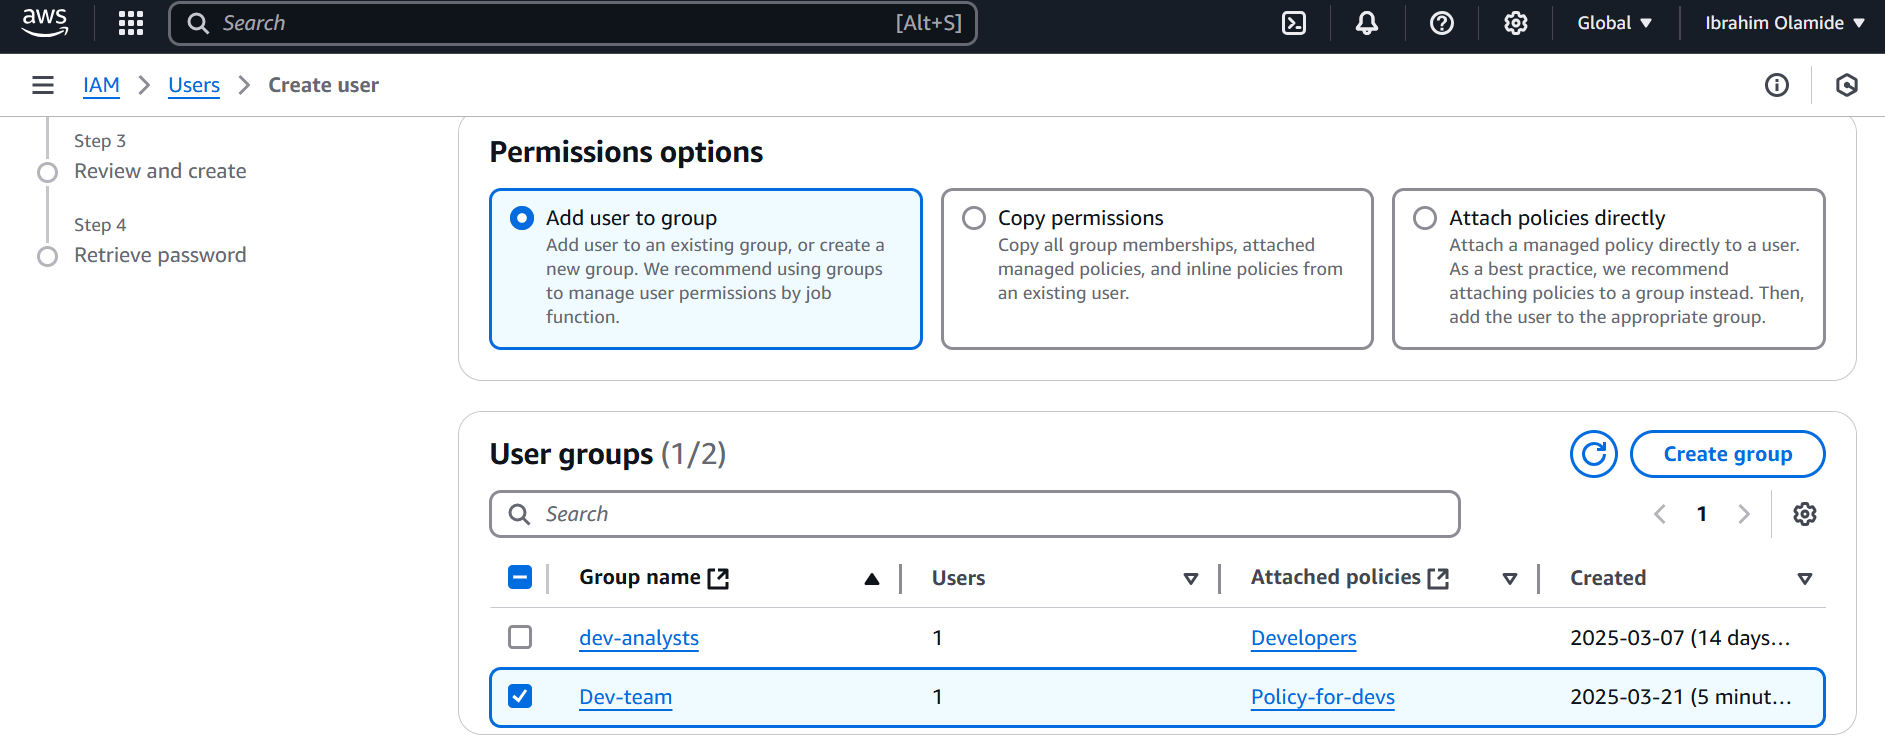 aws
Search
[Alt+S]
Global
Ibrahim Olamide
IAM
Users
Create user
Step 3
Review and create
Step 4
Retrieve password
Permissions options
Add user to group
Add user to an existing group, or create a
new group. We recommend using groups
to manage user permissions by job
function.
Copy permissions
Copy all group memberships, attached
managed policies, and inline policies from
an existing user.
Attach policies directly
Attach a managed policy directly to a user.
As a best practice, we recommend
attaching policies to a group instead. Then,
add the user to the appropriate group.
User groups (1/2)
Create group
Search
1
Group name
Users
Attached policies
Created
dev-analysts
1
Developers
2025-03-07 (14 days...
Dev-team
1
Policy-for-devs
2025-03-21 (5 minut...